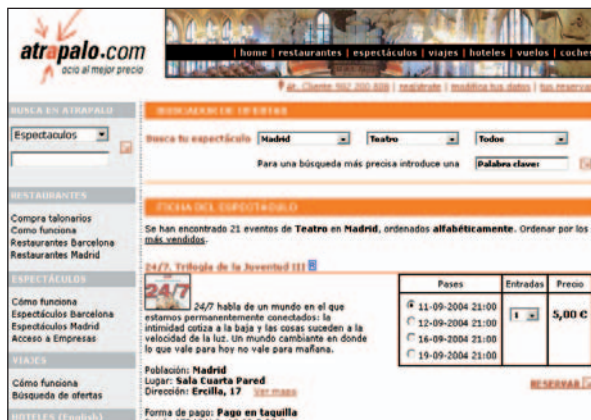 atrapalo.com
ocio al mejor precio
| home | restaurantes | espectáculos | viajes | hoteles | vuelos | coches
At. Cliente 902 200 808 | regístrate | modifica tus datos | tus reservas
BUSCA EN ATRAPALO
Espectaculos
RESTAURANTES
Compra talonarios
Como funciona
Restaurantes Barcelona
Restaurantes Madrid
ESPECTÁCULOS
Cómo funciona
Espectáculos Barcelona
Espectáculos Madrid
Acceso a Empresas
VIAJES
Cómo funciona
Búsqueda de ofertas
HOTELES (English)
BUSCADOR DE OFERTAS
Busca tu espectáculo Madrid Teatro Todos
Para una búsqueda más precisa introduce una Palabra clave:
FICHA DEL ESPECTÁCULO
Se han encontrado 21 eventos de Teatro en Madrid, ordenados alfabéticamente. Ordenar por los
más vendidos.
24/7. Trilogía de la Juventud III
24/7
24/7 habla de un mundo en el que
estamos permanentemente conectados: la
intimidad cotiza a la baja y las cosas suceden a la
velocidad de la luz. Un mundo cambiante en donde
lo que vale para hoy no vale para mañana.
Pases Entradas Precio
11-09-2004 21:00 1 5,00 €
12-09-2004 21:00
16-09-2004 21:00
19-09-2004 21:00
Población: Madrid
Lugar: Sala Cuarta Pared
Dirección: Ercilla, 17 Ver mapa
RESERVAR
Forma de pago: Pago en taquilla